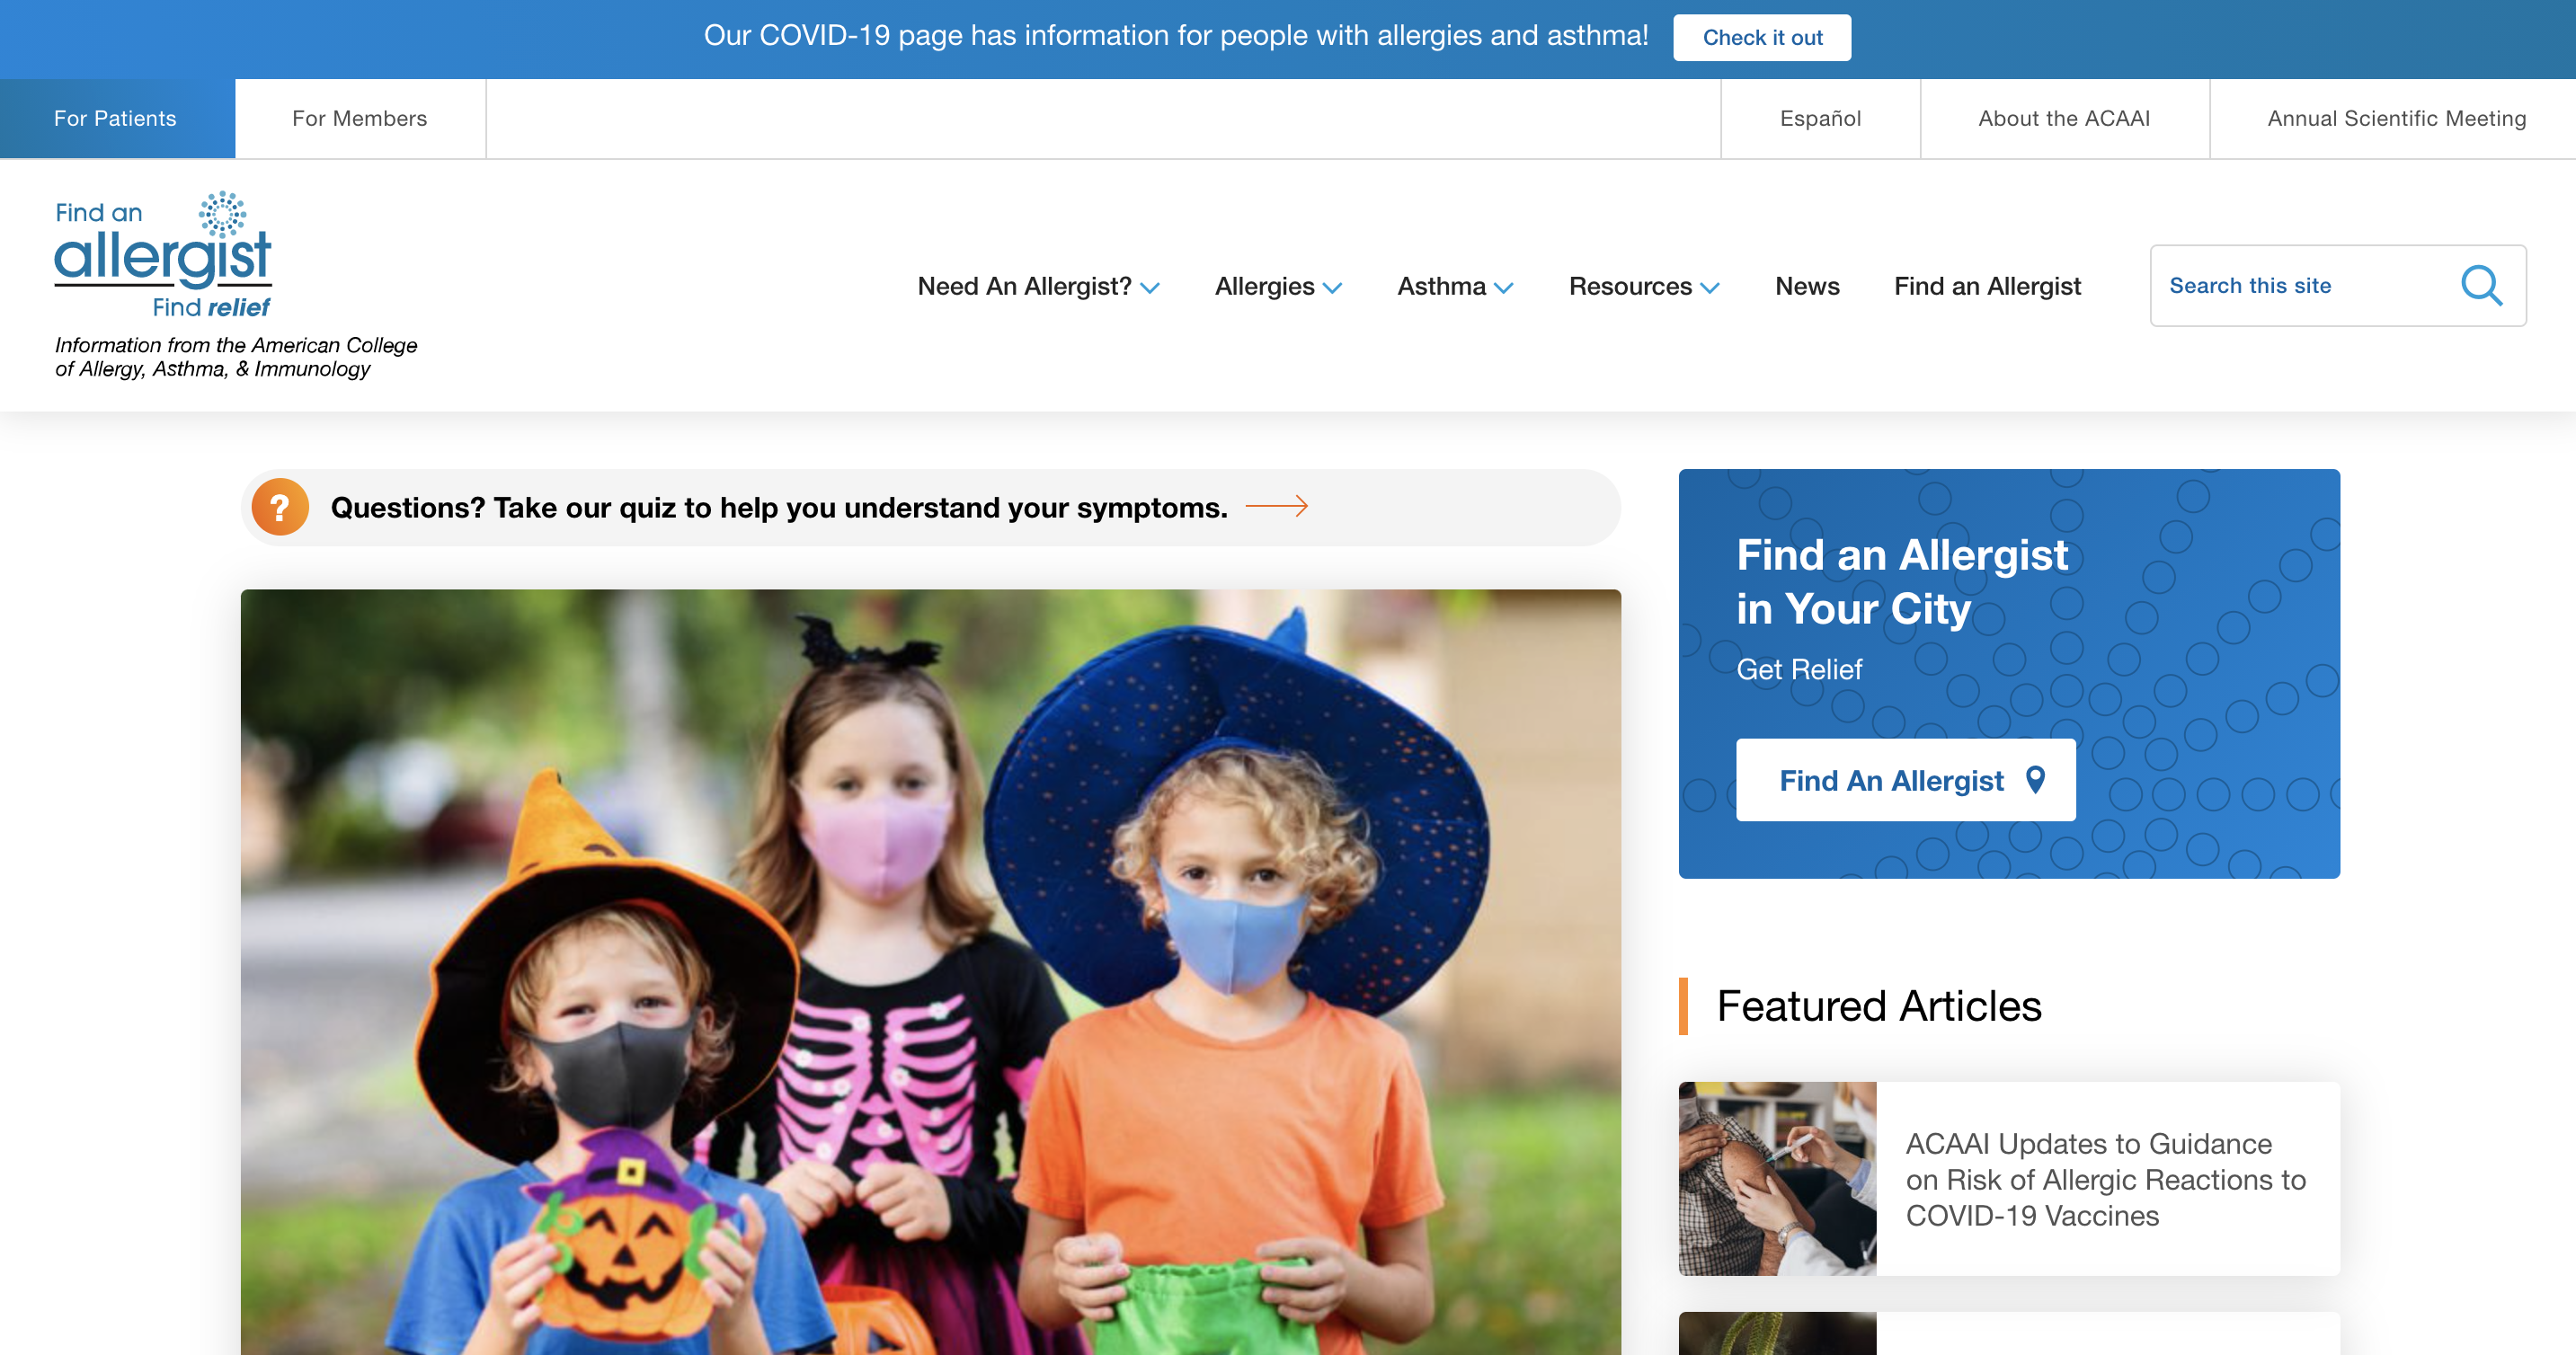 Our COVID-19 page has information for people with allergies and asthma!
Check it out
For Patients
For Members
Español
About the ACAAI
Annual Scientific Meeting
Find an
allergist
Find relief
Information from the American College
of Allergy, Asthma, & Immunology
Need An Allergist?
Allergies
Asthma
Resources
News
Find an Allergist
Search this site
? Questions? Take our quiz to help you understand your symptoms.
Find an Allergist
in Your City
Get Relief
Find An Allergist
Featured Articles
ACAAI Updates to Guidance
on Risk of Allergic Reactions to
COVID-19 Vaccines